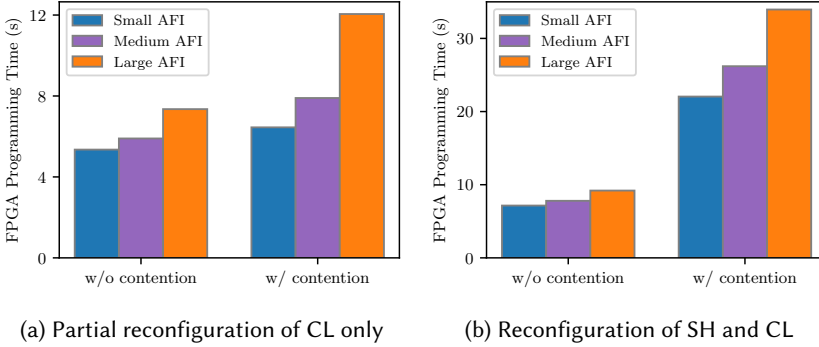 FPGA Programming Time (s)
12
8
4
0
Small AFI
Medium AFI
Large AFI
w/o contention
w/ contention
(a) Partial reconfiguration of CL only
FPGA Programming Time (s)
30
20
10
0
Small AFI
Medium AFI
Large AFI
w/o contention
w/ contention
(b) Reconfiguration of SH and CL